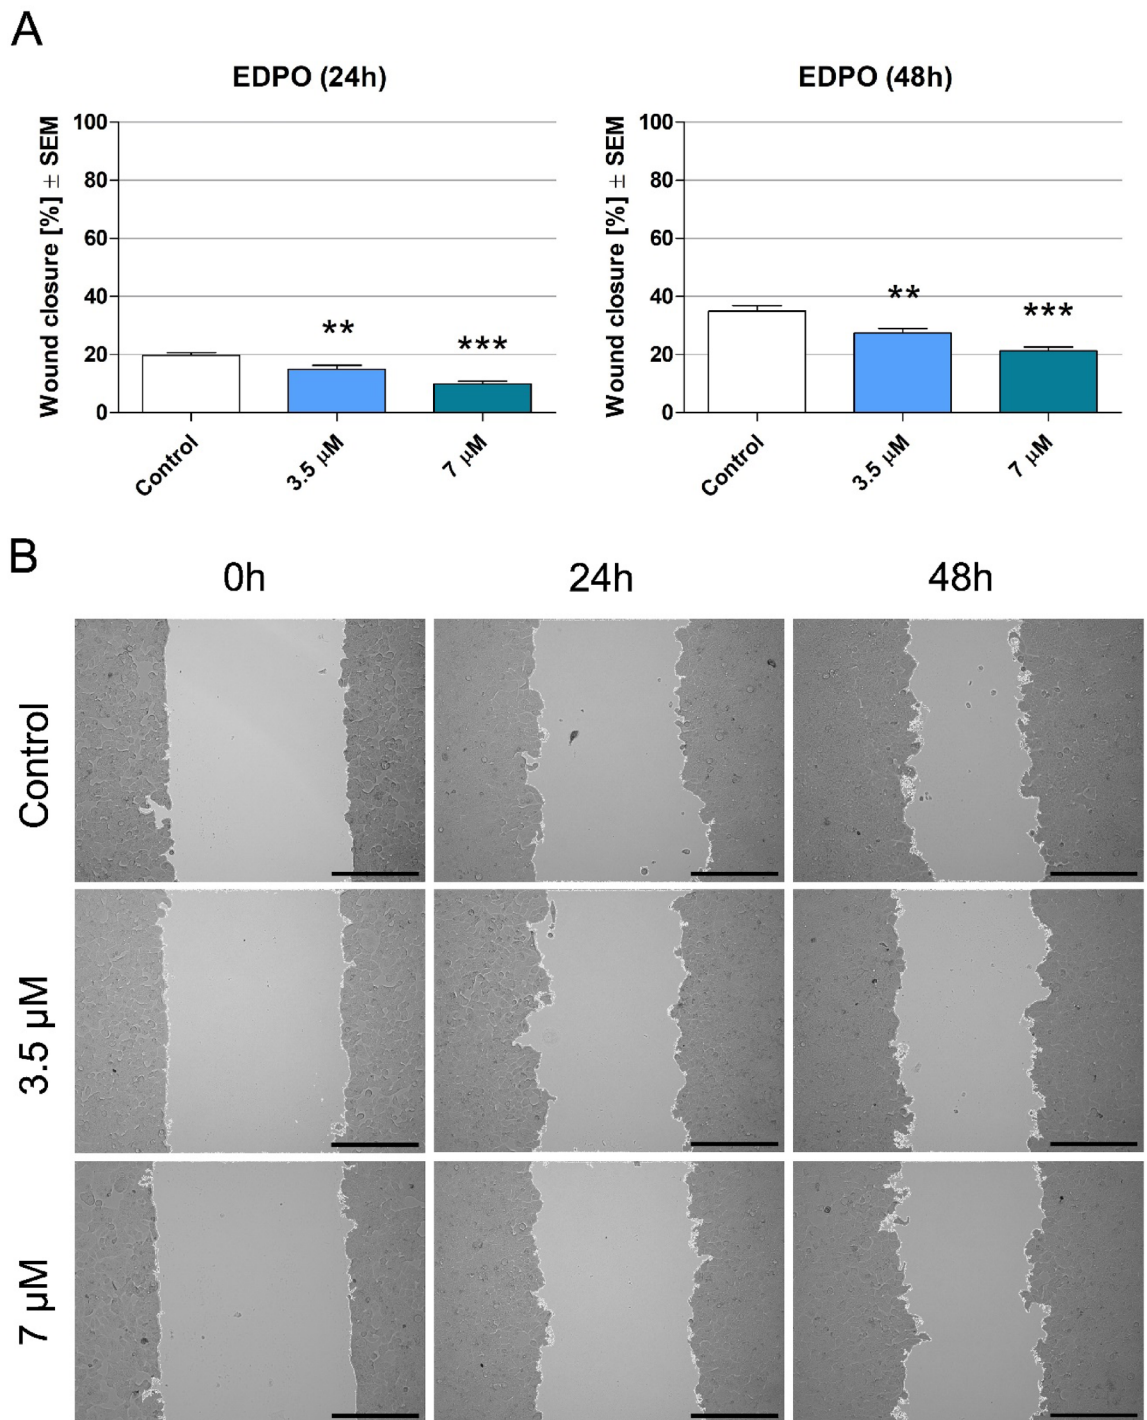 A
EDPO (24h)
Wound closure [%] ± SEM
100
80
60
40
20
0
**
***
Control
3.5 µM
7 µM
EDPO (48h)
Wound closure [%] ± SEM
100
80
60
40
20
0
**
***
Control
3.5 µM
7 µM
B
0h
24h
48h
Control
3.5 µM
7 µM